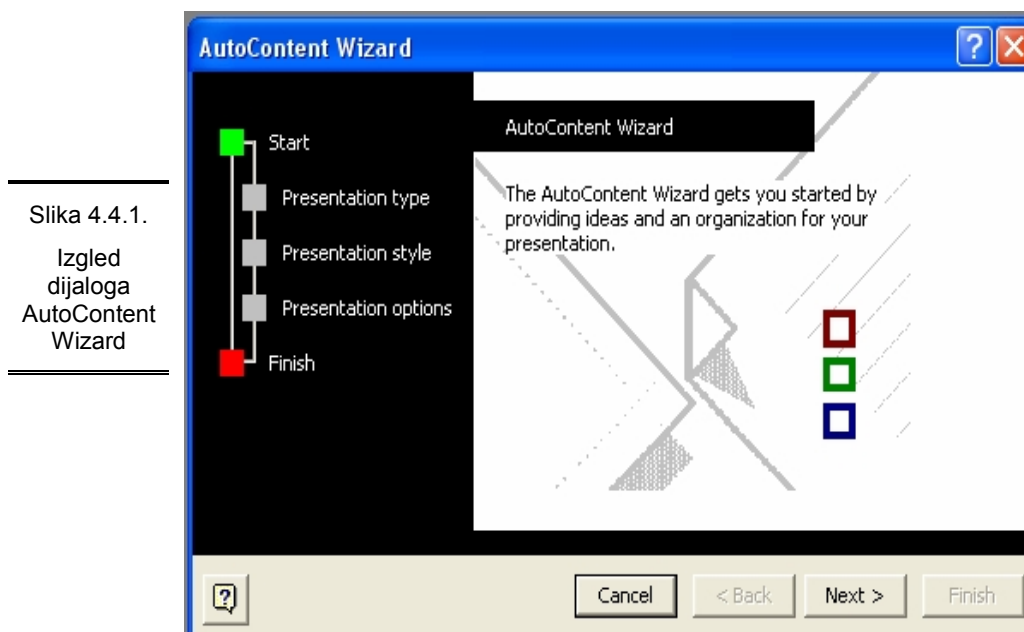 Slika 4.4.1.
Izgled
dijaloga
AutoContent
Wizard
AutoContent Wizard
Start
Presentation type
Presentation style
Presentation options
Finish
AutoContent Wizard
The AutoContent Wizard gets you started by
providing ideas and an organization for your
presentation.
Cancel
< Back
Next >
Finish